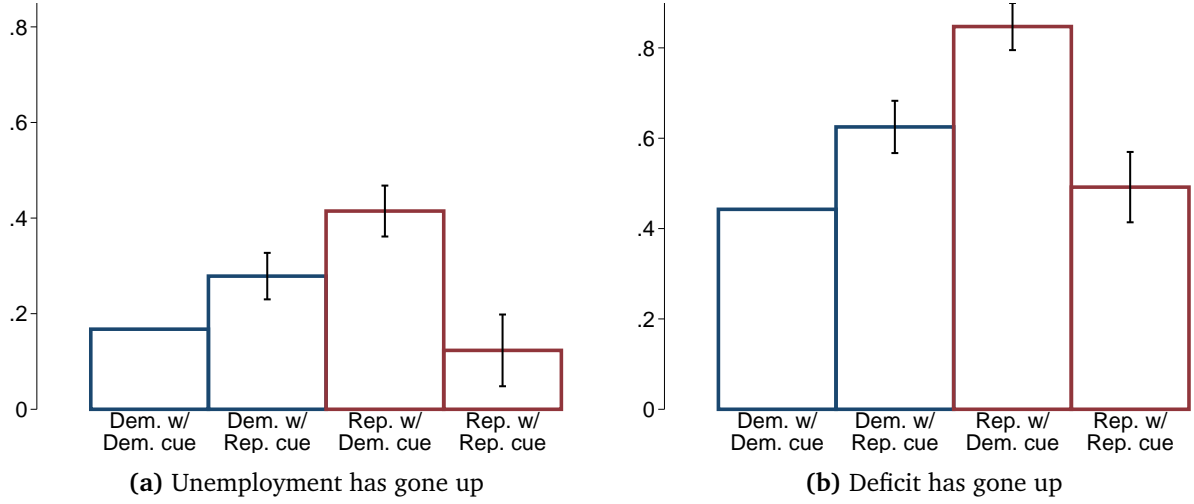 .8
.6
.4
.2
0
Dem. w/ Dem. w/ Rep. w/ Rep. w/
Dem. cue Rep. cue Dem. cue Rep. cue
(a) Unemployment has gone up
.8
.6
.4
.2
0
Dem. w/ Dem. w/ Rep. w/ Rep. w/
Dem. cue Rep. cue Dem. cue Rep. cue
(b) Deficit has gone up